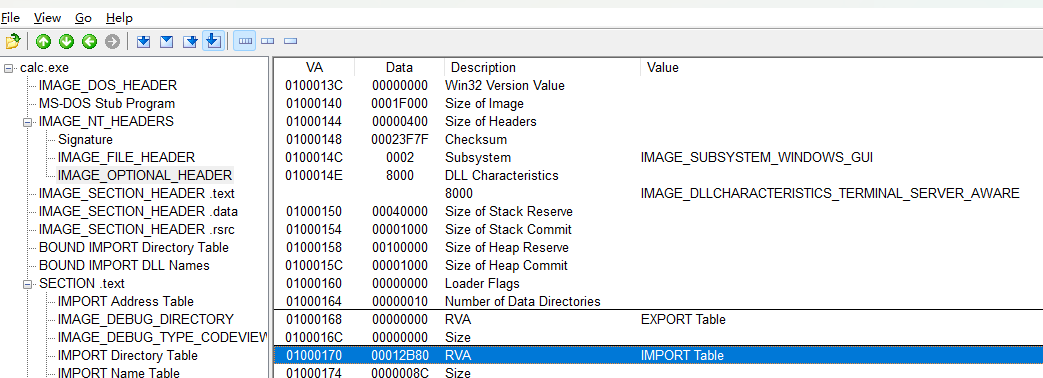 File View Go Help
VA Data Description Value
calc.exe
IMAGE_DOS_HEADER
MS-DOS Stub Program
IMAGE_NT_HEADERS
Signature
IMAGE_FILE_HEADER
IMAGE_OPTIONAL_HEADER
IMAGE_SECTION_HEADER .text
IMAGE_SECTION_HEADER .data
IMAGE_SECTION_HEADER .rsrc
BOUND IMPORT Directory Table
BOUND IMPORT DLL Names
SECTION .text
IMPORT Address Table
IMAGE_DEBUG_DIRECTORY
IMAGE_DEBUG_TYPE_CODEVIEW
IMPORT Directory Table
IMPORT Name Table
0100013C 00000000 Win32 Version Value
01000140 0001F000 Size of Image
01000144 00000400 Size of Headers
01000148 00023F7F Checksum
0100014C 0002 Subsystem IMAGE_SUBSYSTEM_WINDOWS_GUI
0100014E 8000 DLL Characteristics
8000 IMAGE_DLLCHARACTERISTICS_TERMINAL_SERVER_AWARE
01000150 00040000 Size of Stack Reserve
01000154 00001000 Size of Stack Commit
01000158 00100000 Size of Heap Reserve
0100015C 00001000 Size of Heap Commit
01000160 00000000 Loader Flags
01000164 00000010 Number of Data Directories
01000168 00000000 RVA EXPORT Table
0100016C 00000000 Size
01000170 00012B80 RVA IMPORT Table
01000174 0000008C Size